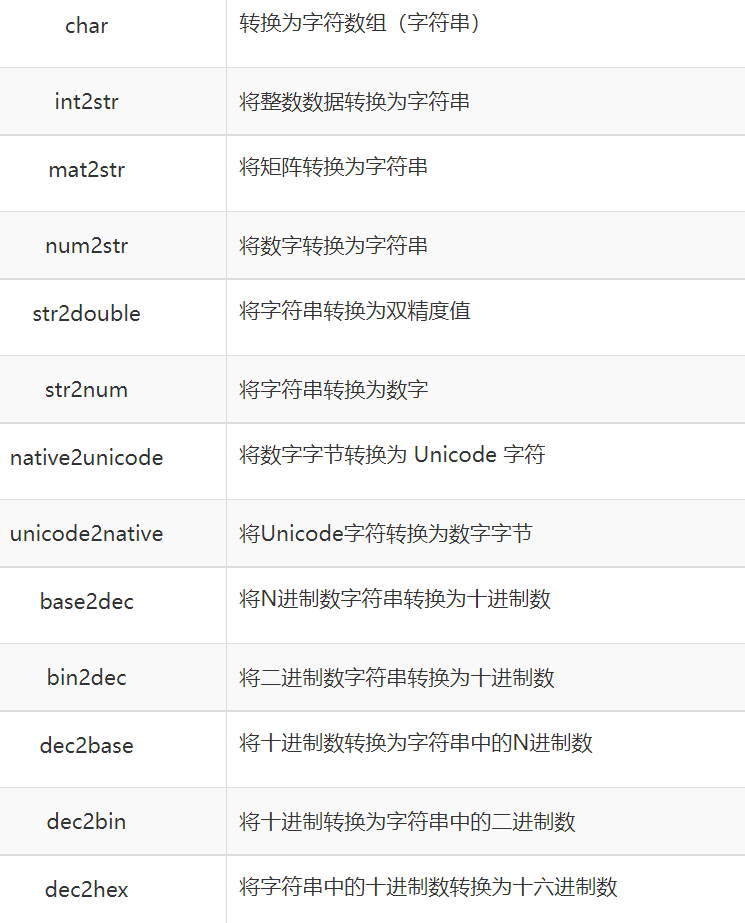 char 转换为字符数组（字符串）
int2str 将整数数据转换为字符串
mat2str 将矩阵转换为字符串
num2str 将数字转换为字符串
str2double 将字符串转换为双精度值
str2num 将字符串转换为数字
native2unicode 将数字字节转换为 Unicode 字符
unicode2native 将Unicode字符转换为数字字节
base2dec 将N进制数字符串转换为十进制数
bin2dec 将二进制数字符串转换为十进制数
dec2base 将十进制数转换为字符串中的N进制数
dec2bin 将十进制转换为字符串中的二进制数
dec2hex 将字符串中的十进制数转换为十六进制数